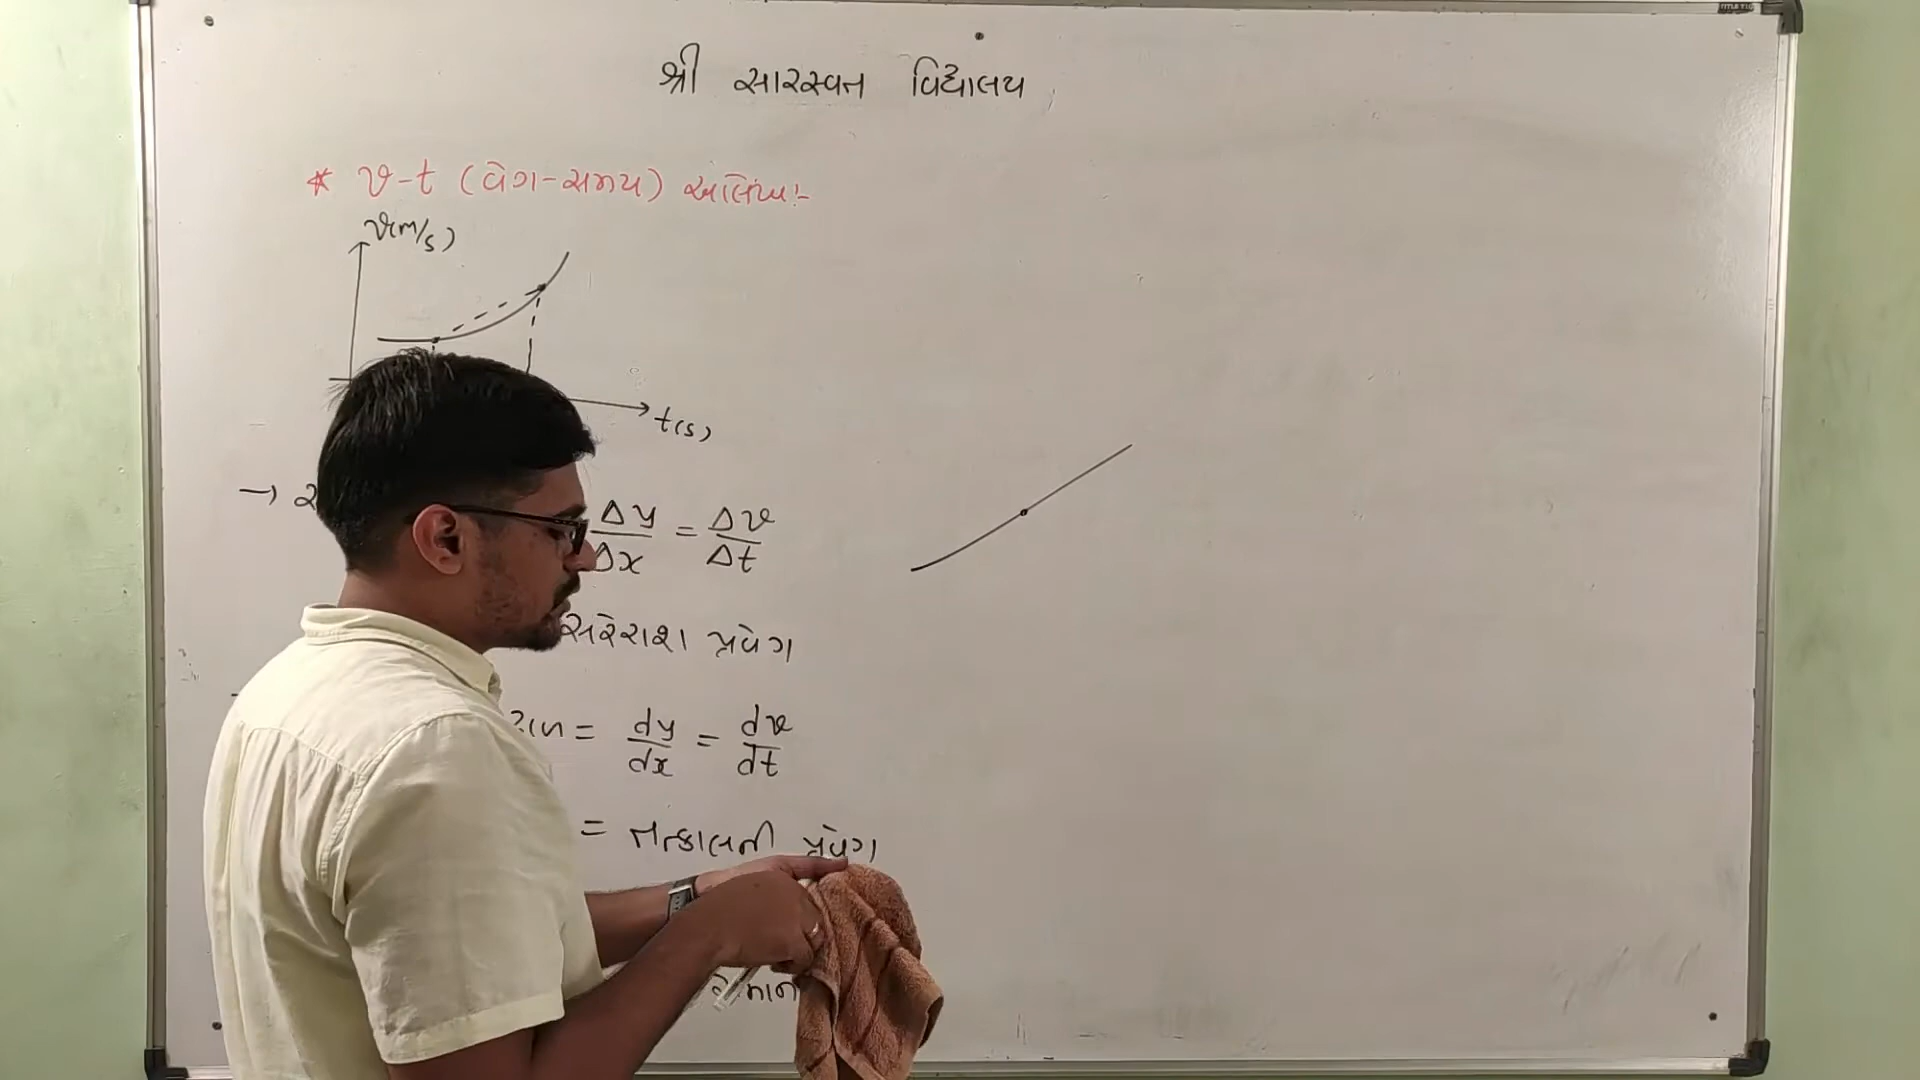 શ્રી સારસ્વત વિદ્યાલય
* v-t (વેગ-સમય) આલેખ:-
v(m/s)
t(s)
→
Δy/Δx = Δv/Δt
સરેરાશ પ્રવેગ
= dy/dx = dv/dt
= તત્કાલની પ્રવેગ